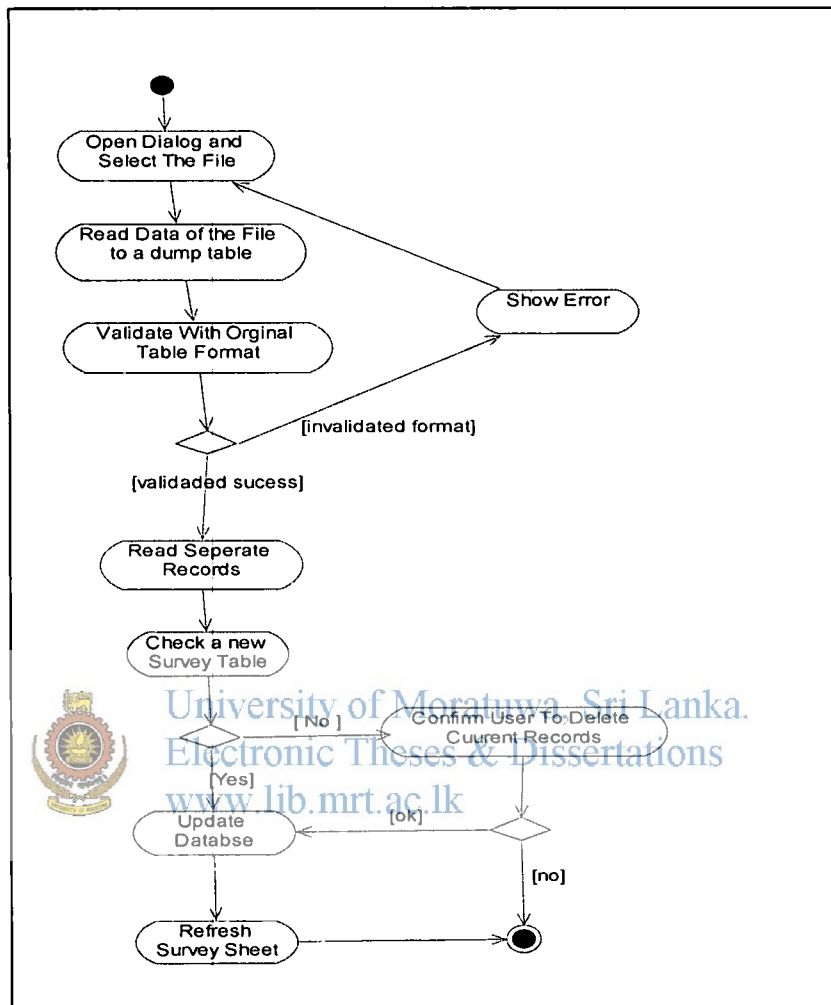 Open Dialog and
Select The File
Read Data of the File
to a dump table
Show Error
Validate With Orginal
Table Format
[invalidated format]
[validaded sucess]
Read Seperate
Records
Check a new
Survey Table
University of Moratuwa, Sri Lanka.
Electronic Theses & Dissertations
www.lib.mrt.ac.lk
[ No ]
Confirm User To Delete
Cuurent Records
[Yes]
[ok]
Update
Databse
[no]
Refresh
Survey Sheet